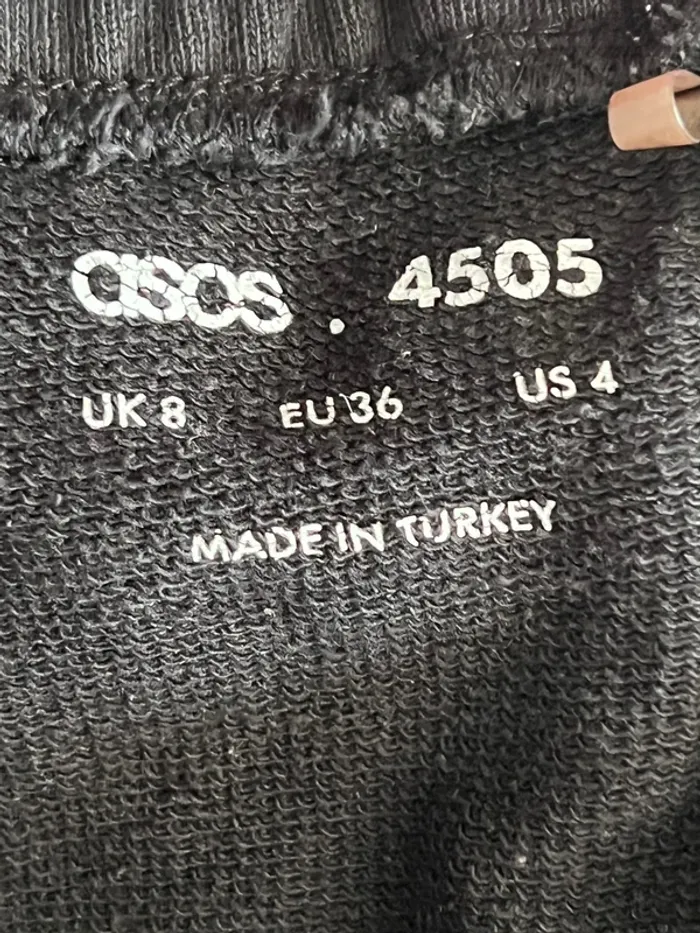 asos . 4505
UK 8 EU 36 US 4
MADE IN TURKEY